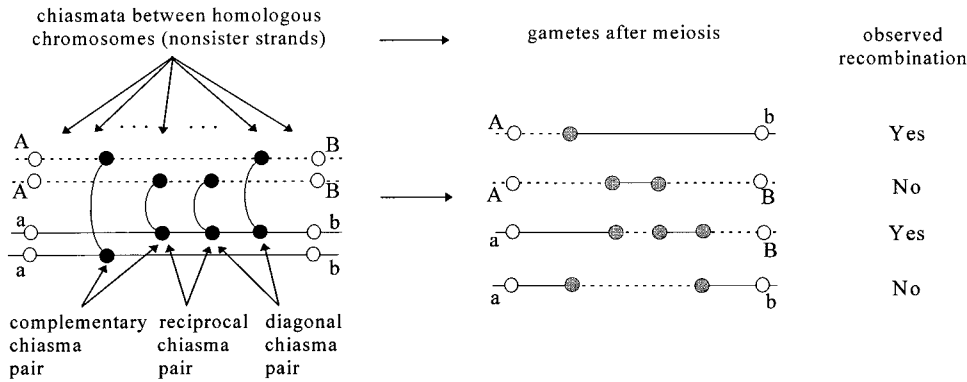 chiasmata between homologous
chromosomes (nonsister strands)
gametes after meiosis
observed
recombination
A
B
A
B
a
b
a
b
A
b
Yes
A
B
No
a
B
Yes
a
b
No
complementary
chiasma
pair
reciprocal
chiasma
pair
diagonal
chiasma
pair